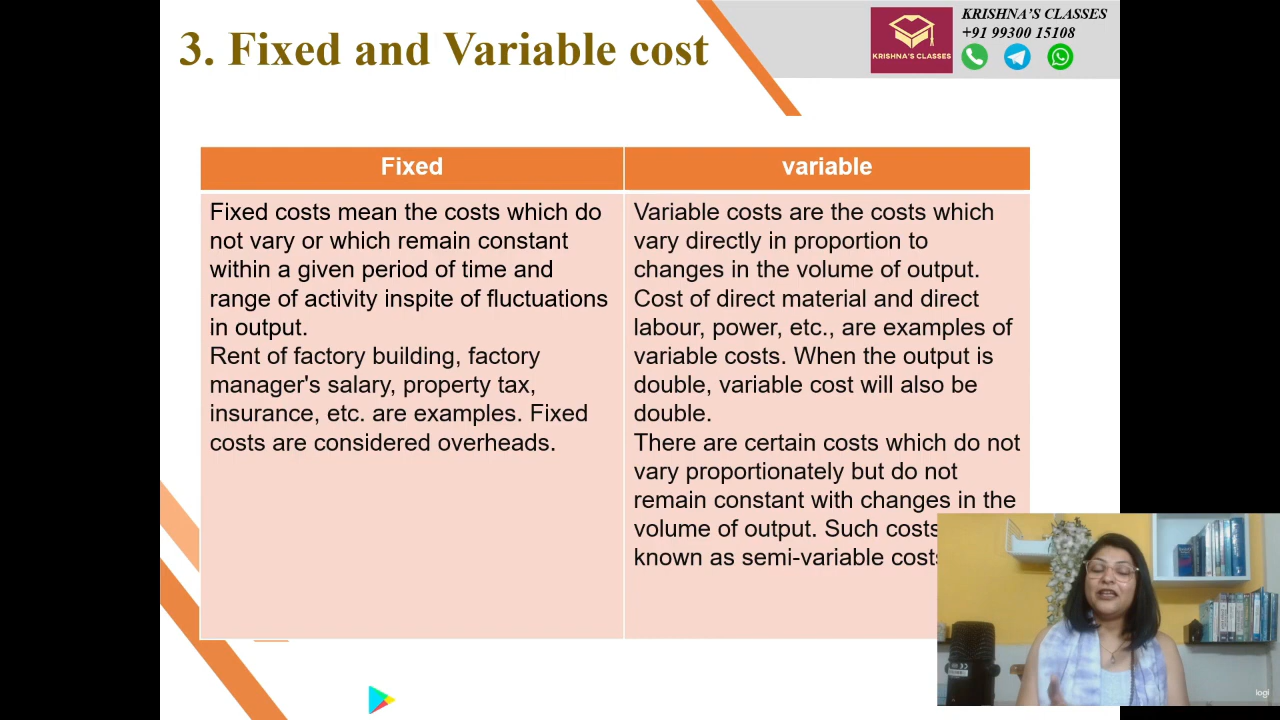 3. Fixed and Variable cost
KRISHNA'S CLASSES
+91 99300 15108
KRISHNA'S CLASSES
Fixed
variable
Fixed costs mean the costs which do
not vary or which remain constant
within a given period of time and
range of activity inspite of fluctuations
in output.
Rent of factory building, factory
manager's salary, property tax,
insurance, etc. are examples. Fixed
costs are considered overheads.
Variable costs are the costs which
vary directly in proportion to
changes in the volume of output.
Cost of direct material and direct
labour, power, etc., are examples of
variable costs. When the output is
double, variable cost will also be
double.
There are certain costs which do not
vary proportionately but do not
remain constant with changes in the
volume of output. Such costs
known as semi-variable costs
logi